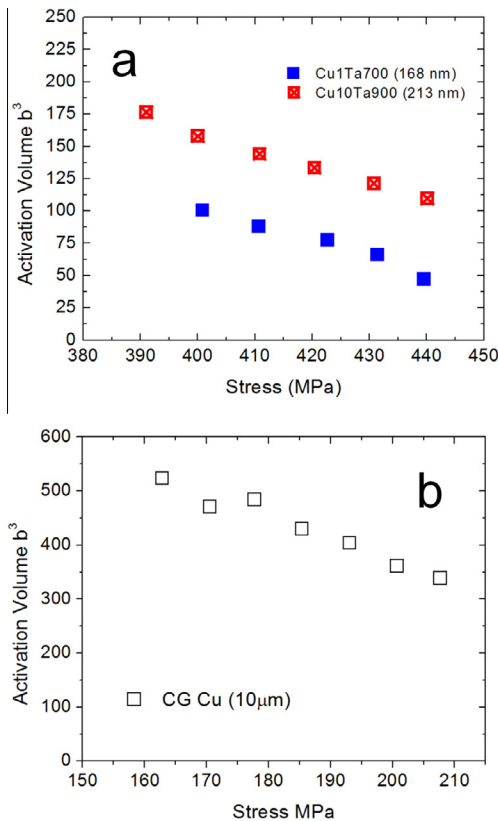 a
Cu1Ta700 (168 nm)
Cu10Ta900 (213 nm)
Activation Volume b³
250
225
200
175
150
125
100
75
50
25
0
380 390 400 410 420 430 440 450
Stress (MPa)
b
Activation Volume b³
600
500
400
300
200
100
0
CG Cu (10μm)
150 160 170 180 190 200 210
Stress MPa